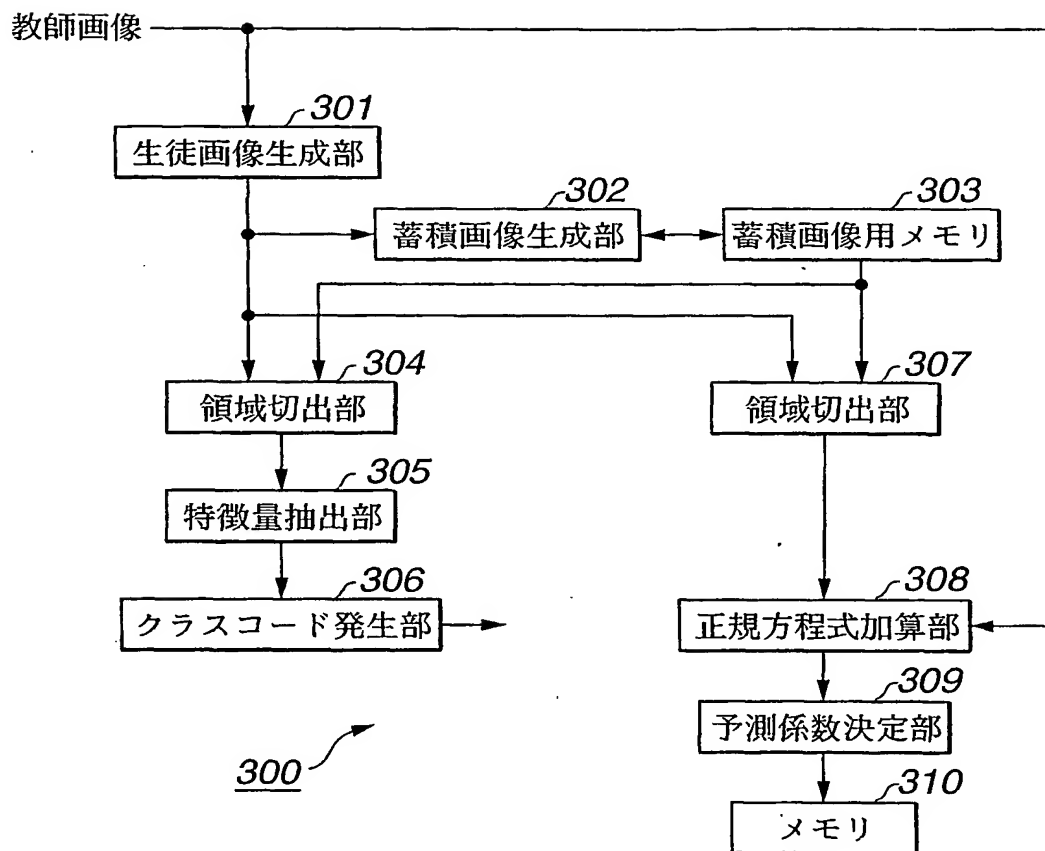 教師画像
301
生徒画像生成部
302
蓄積画像生成部
303
蓄積画像用メモリ
304
領域切出部
307
領域切出部
305
特徴量抽出部
306
クラスコード発生部
308
正規方程式加算部
309
予測係数決定部
300
310
メモリ